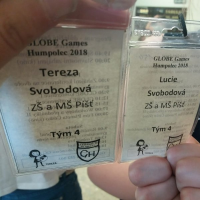 GLOBE Games
Humpolec 2018
Tereza
Svobodová
ZŠ a MŠ Píšť
Tým 4
GLOBE Games
Humpolec 2018
Lucie
Svobodová
ZŠ a MŠ Píšť
Tým 4